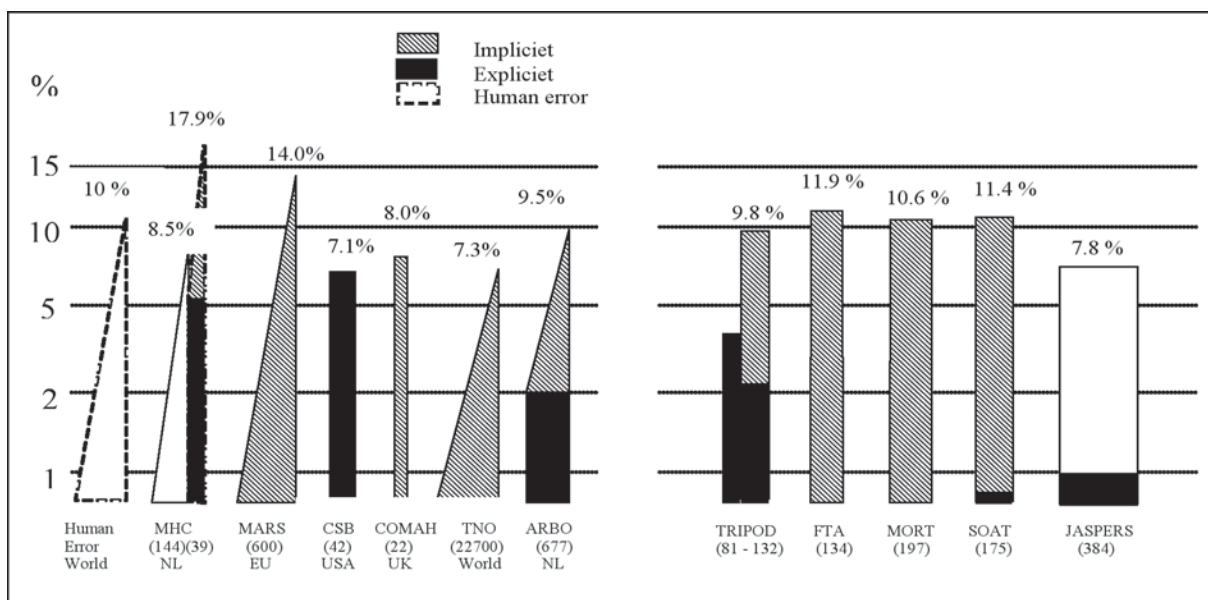 Impliciet
Expliciet
Human error
%
17.9%
15
14.0%
11.9 %
10 %
9.5%
10.6 %
11.4 %
9.8 %
10
8.5%
8.0%
7.1%
7.3%
7.8 %
5
2
1
Human
Error
World
MHC
(144)(39)
NL
MARS
(600)
EU
CSB
(42)
USA
COMAH
(22)
UK
TNO
(22700)
World
ARBO
(677)
NL
TRIPOD
(81 - 132)
FTA
(134)
MORT
(197)
SOAT
(175)
JASPERS
(384)